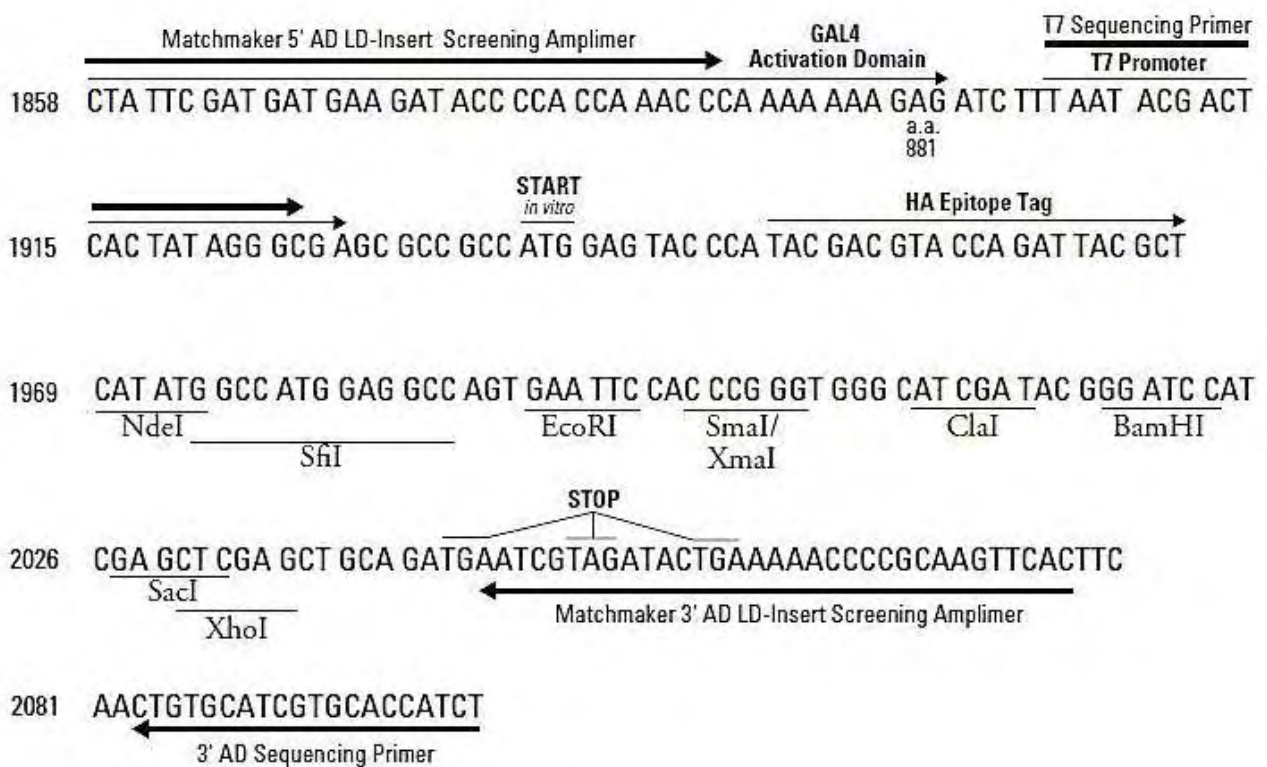 Matchmaker 5' AD LD-Insert Screening Amplimer
GAL4
Activation Domain
T7 Sequencing Primer
T7 Promoter
1858 CTA TTC GAT GAT GAA GAT ACC CCA CCA AAC CCA AAA AAA GAG ATC TTT AAT ACG ACT
a.a.
881
START
in vitro
HA Epitope Tag
1915 CAC TAT AGG GCG AGC GCC GCC ATG GAG TAC CCA TAC GAC GTA CCA GAT TAC GCT
1969 CAT ATG GCC ATG GAG GCC AGT GAA TTC CAC CCG GGT GGG CAT CGA TAC GGG ATC CAT
NdeI
SfiI
EcoRI
SmaI/
XmaI
ClaI
BamHI
STOP
2026 CGA GCT CGA GCT GCA GATGAATCGTAGATACTGAAAAACCCCGCAAGTTCACTTC
SacI
XhoI
Matchmaker 3' AD LD-Insert Screening Amplimer
2081 AACTGTGCATCGTGCACCATCT
3' AD Sequencing Primer